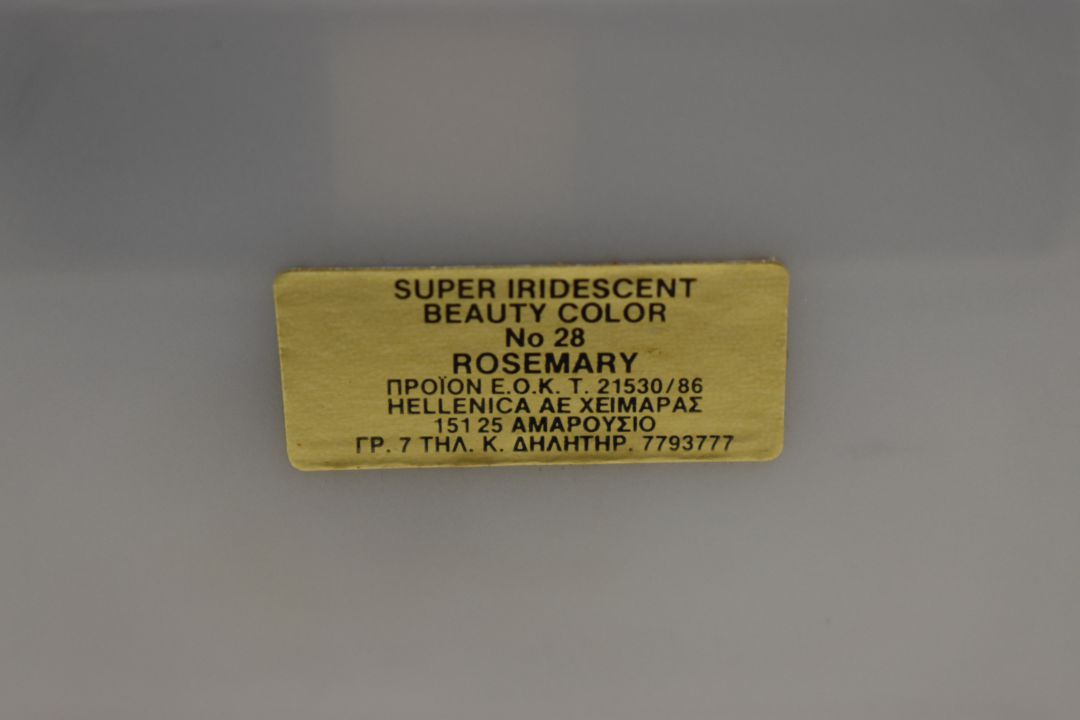 SUPER IRIDESCENT
BEAUTY COLOR
No 28
ROSEMARY
ΠΡΟΪΟΝ Ε.Ο.Κ. Τ. 21530/86
HELLENICA AE ΧΕΙΜΑΡΑΣ
151 25 ΑΜΑΡΟΥΣΙΟ
ΓΡ. 7 ΤΗΛ. Κ. ΔΗΛΗΤΗΡ. 7793777